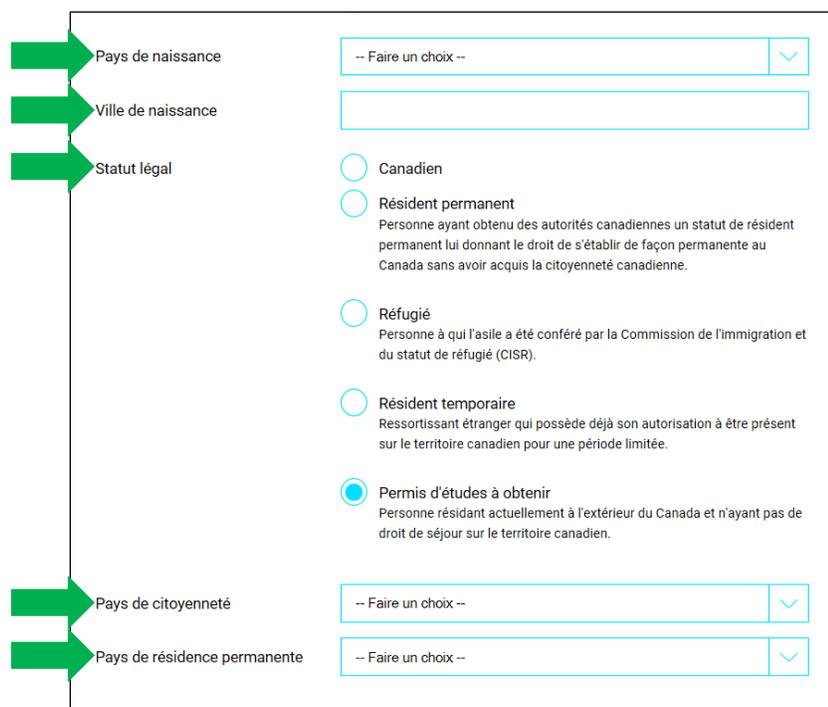 Pays de naissance
-- Faire un choix --
Ville de naissance
Statut légal
Canadien
Résident permanent
Personne ayant obtenu des autorités canadiennes un statut de résident
permanent lui donnant le droit de s'établir de façon permanente au
Canada sans avoir acquis la citoyenneté canadienne.
Réfugié
Personne à qui l'asile a été conféré par la Commission de l'immigration et
du statut de réfugié (CISR).
Résident temporaire
Ressortissant étranger qui possède déjà son autorisation à être présent
sur le territoire canadien pour une période limitée.
Permis d'études à obtenir
Personne résidant actuellement à l'extérieur du Canada et n'ayant pas de
droit de séjour sur le territoire canadien.
Pays de citoyenneté
-- Faire un choix --
Pays de résidence permanente
-- Faire un choix --